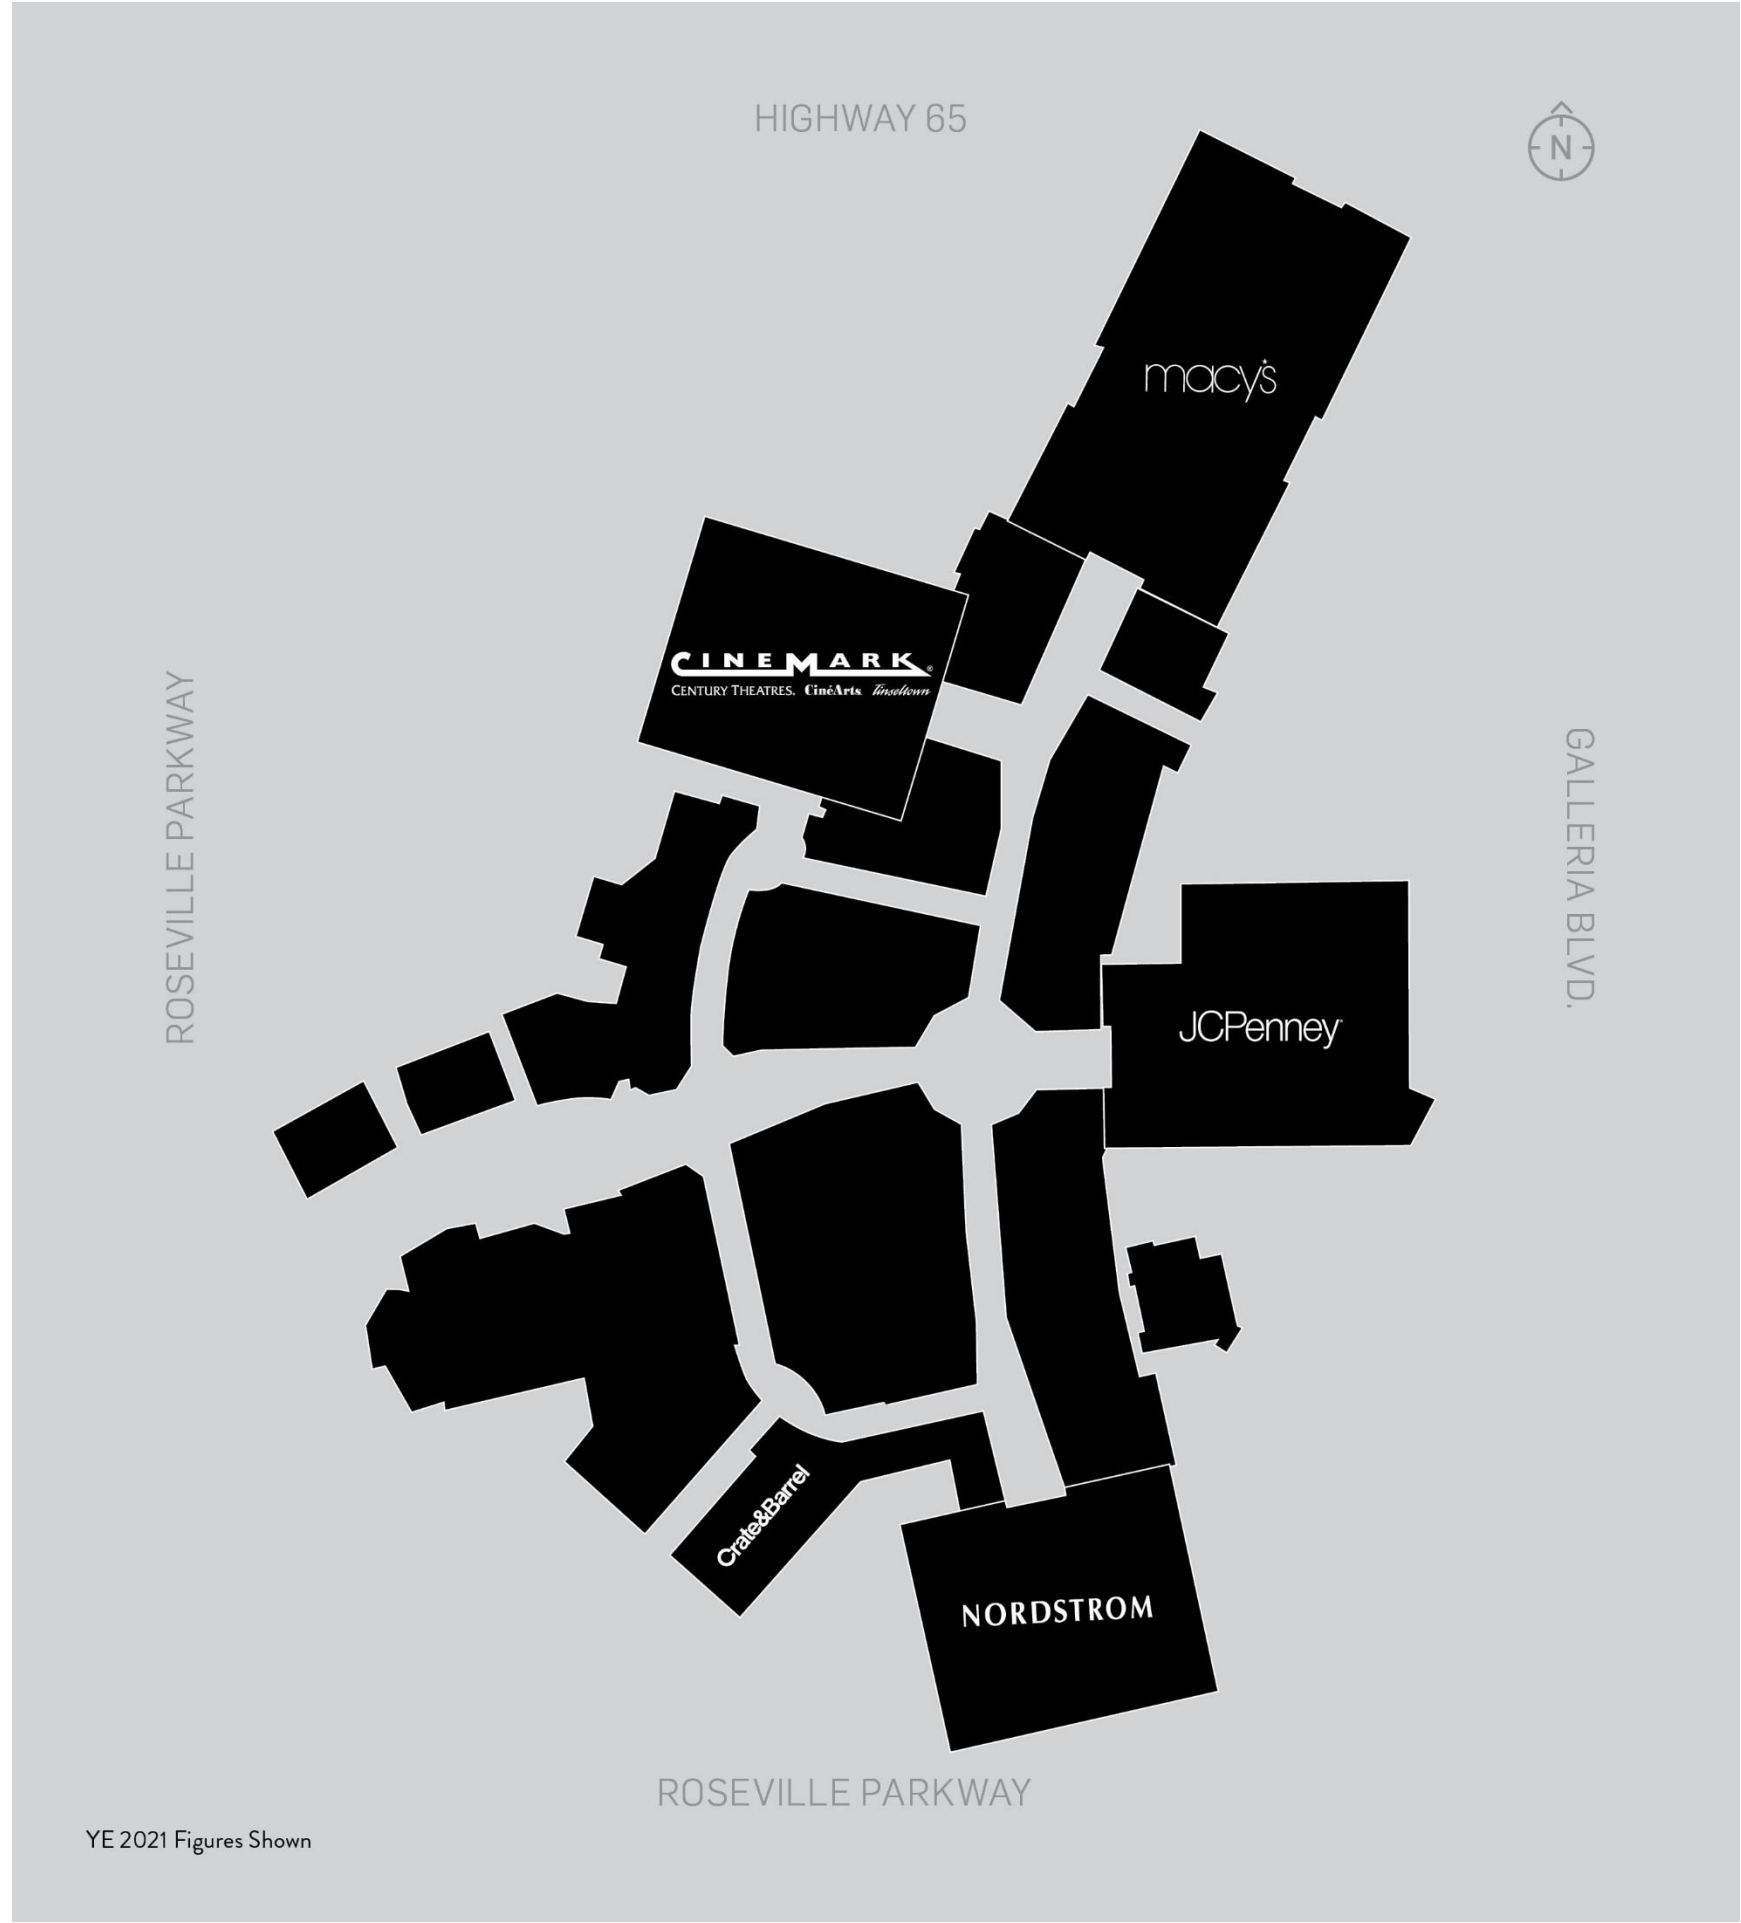 HIGHWAY 65
N
macy's
CINEMARK®
CENTURY THEATRES. CinéArts Tinseltown
ROSEVILLE PARKWAY
GALLERIA BLVD.
JCPenney
Crate&Barrel
NORDSTROM
ROSEVILLE PARKWAY
YE 2021 Figures Shown